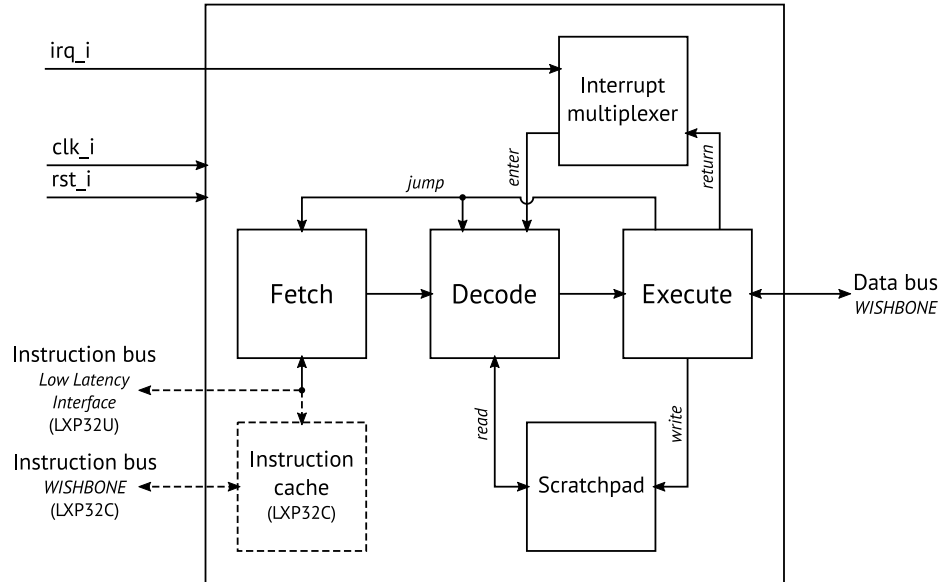 irq_i
Interrupt
multiplexer
clk_i
rst_i
enter
return
jump
Fetch
Decode
Execute
Data bus
WISHBONE
Instruction bus
Low Latency
Interface
(LXP32U)
read
write
Instruction bus
WISHBONE
(LXP32C)
Instruction
cache
(LXP32C)
Scratchpad